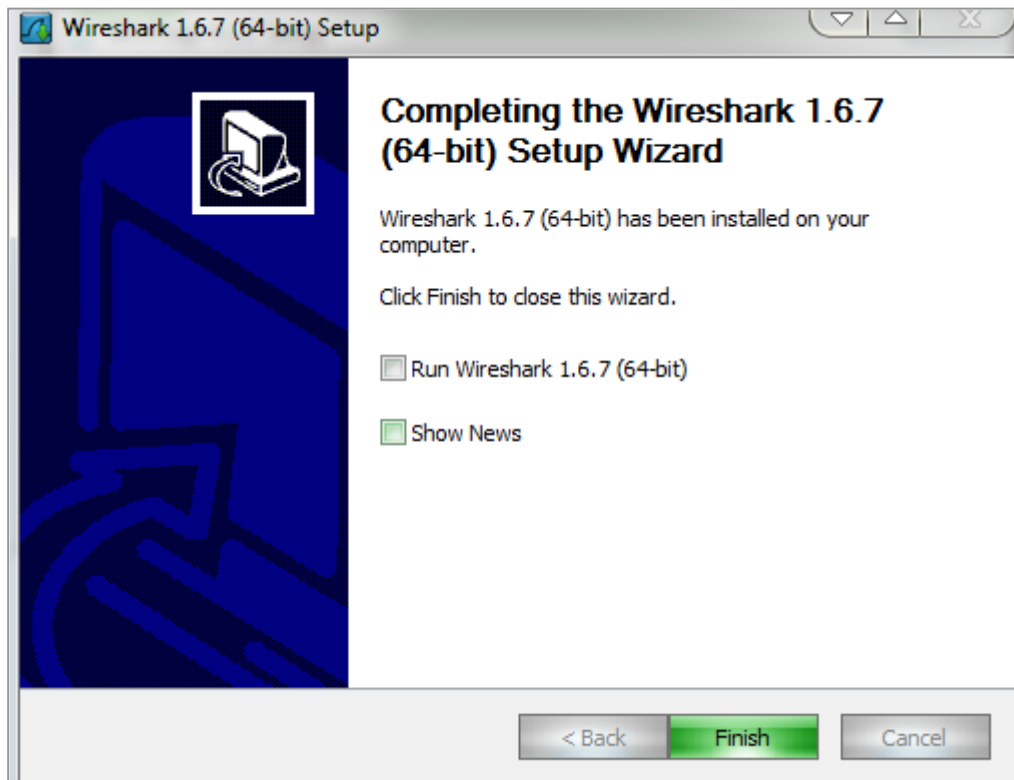 Wireshark 1.6.7 (64-bit) Setup
Completing the Wireshark 1.6.7
(64-bit) Setup Wizard
Wireshark 1.6.7 (64-bit) has been installed on your
computer.
Click Finish to close this wizard.
Run Wireshark 1.6.7 (64-bit)
Show News
< Back
Finish
Cancel